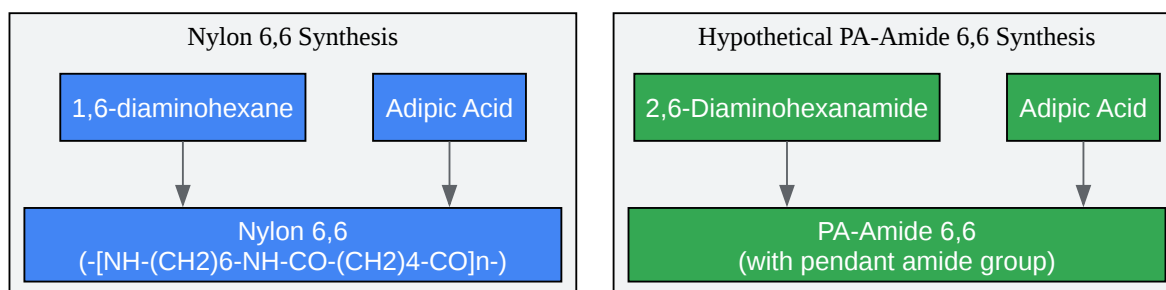 Nylon 6,6 Synthesis
1,6-diaminohexane
Adipic Acid
Nylon 6,6
(-[NH-(CH2)6-NH-CO-(CH2)4-CO]n-)
Hypothetical PA-Amide 6,6 Synthesis
2,6-Diaminohexanamide
Adipic Acid
PA-Amide 6,6
(with pendant amide group)